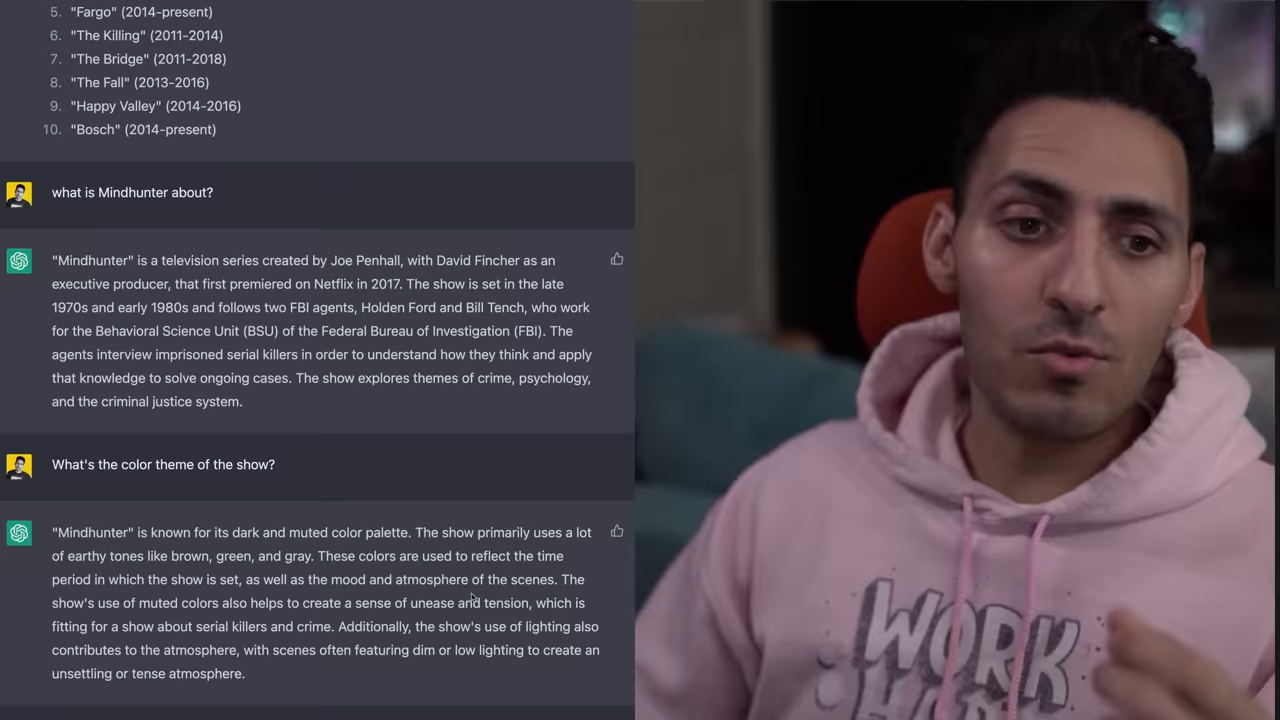 5. "Fargo" (2014-present)
6. "The Killing" (2011-2014)
7. "The Bridge" (2011-2018)
8. "The Fall" (2013-2016)
9. "Happy Valley" (2014-2016)
10. "Bosch" (2014-present)
what is Mindhunter about?
"Mindhunter" is a television series created by Joe Penhall, with David Fincher as an
executive producer, that first premiered on Netflix in 2017. The show is set in the late
1970s and early 1980s and follows two FBI agents, Holden Ford and Bill Tench, who work
for the Behavioral Science Unit (BSU) of the Federal Bureau of Investigation (FBI). The
agents interview imprisoned serial killers in order to understand how they think and apply
that knowledge to solve ongoing cases. The show explores themes of crime, psychology,
and the criminal justice system.
What's the color theme of the show?
"Mindhunter" is known for its dark and muted color palette. The show primarily uses a lot
of earthy tones like brown, green, and gray. These colors are used to reflect the time
period in which the show is set, as well as the mood and atmosphere of the scenes. The
show's use of muted colors also helps to create a sense of unease and tension, which is
fitting for a show about serial killers and crime. Additionally, the show's use of lighting also
contributes to the atmosphere, with scenes often featuring dim or low lighting to create an
unsettling or tense atmosphere.
WORK